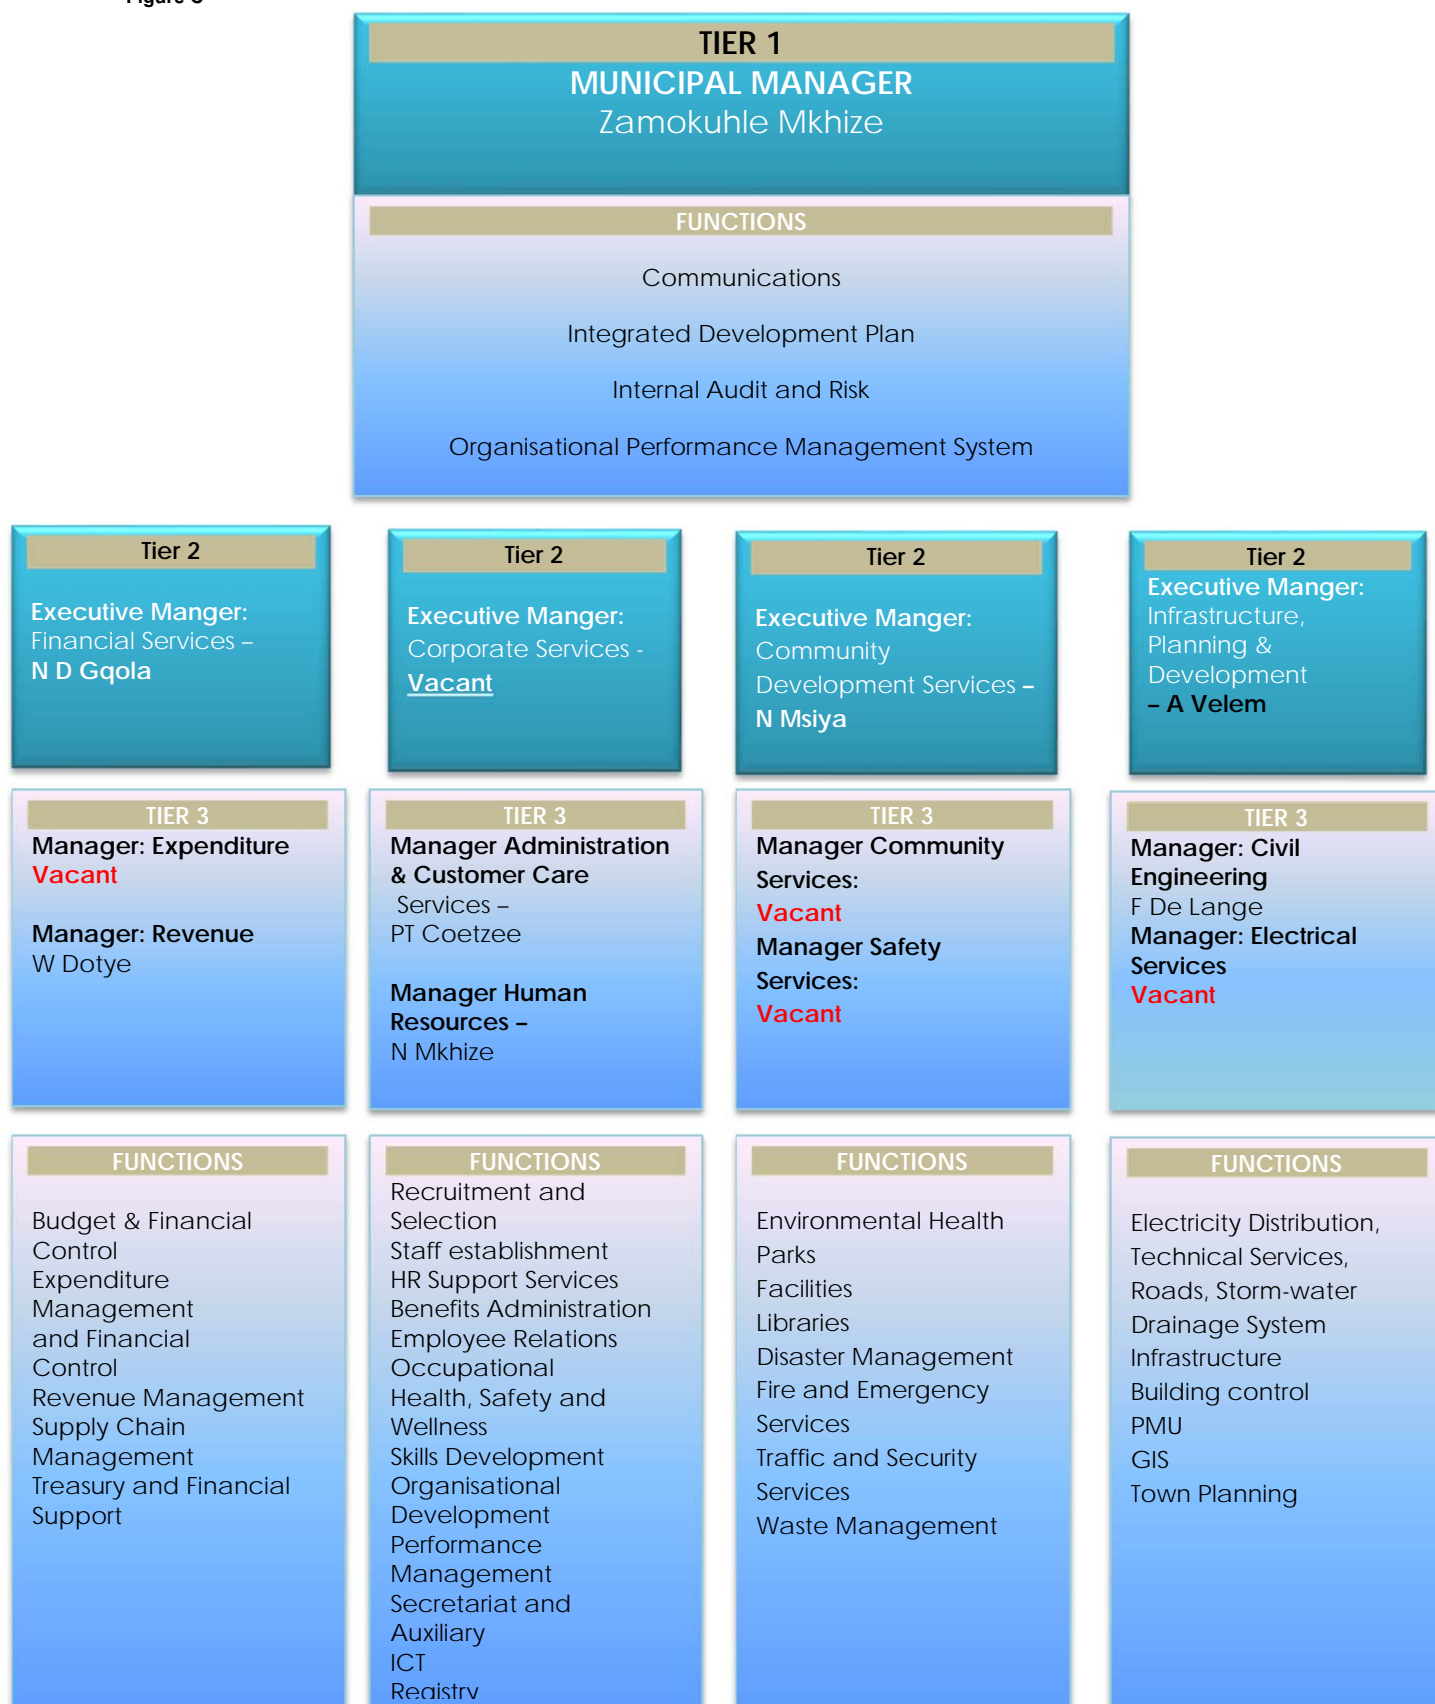 TIER 1
MUNICIPAL MANAGER
Zamokuhle Mkhize
FUNCTIONS
Communications
Integrated Development Plan
Internal Audit and Risk
Organisational Performance Management System
Tier 2
Executive Manger:
Financial Services –
N D Gqola
Tier 2
Executive Manger:
Corporate Services -
Vacant
Tier 2
Executive Manger:
Community
Development Services –
N Msiya
Tier 2
Executive Manger:
Infrastructure,
Planning &
Development
– A Velem
TIER 3
Manager: Expenditure
Vacant
Manager: Revenue
W Dotye
TIER 3
Manager Administration
& Customer Care
Services –
PT Coetzee
Manager Human
Resources –
N Mkhize
TIER 3
Manager Community
Services:
Vacant
Manager Safety
Services:
Vacant
TIER 3
Manager: Civil
Engineering
F De Lange
Manager: Electrical
Services
Vacant
FUNCTIONS
Budget & Financial
Control
Expenditure
Management
and Financial
Control
Revenue Management
Supply Chain
Management
Treasury and Financial
Support
FUNCTIONS
Recruitment and
Selection
Staff establishment
HR Support Services
Benefits Administration
Employee Relations
Occupational
Health, Safety and
Wellness
Skills Development
Organisational
Development
Performance
Management
Secretariat and
Auxiliary
ICT
Registry
FUNCTIONS
Environmental Health
Parks
Facilities
Libraries
Disaster Management
Fire and Emergency
Services
Traffic and Security
Services
Waste Management
FUNCTIONS
Electricity Distribution,
Technical Services,
Roads, Storm-water
Drainage System
Infrastructure
Building control
PMU
GIS
Town Planning